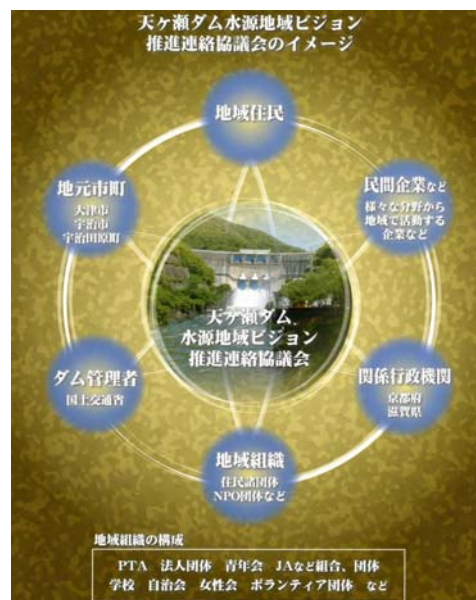 天ヶ瀬ダム水源地域ビジョン
推進連絡協議会のイメージ
地域住民
地元市町
大津市
宇治市
宇治田原町
民間企業など
様々な分野から
地域で活動する
企業など
天ヶ瀬ダム
水源地域ビジョン
推進連絡協議会
ダム管理者
国土交通省
関係行政機関
京都府
滋賀県
地域組織
住民諸団体
NPO団体など
地域組織の構成
PTA 法人団体 青年会 JAなど組合、団体
学校 自治会 女性会 ボランティア団体 など